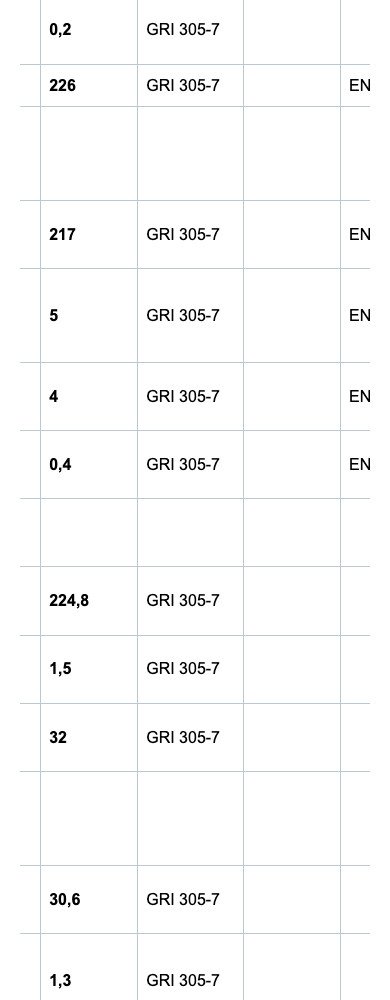 0,2 GRI 305-7
226 GRI 305-7 EN
217 GRI 305-7 EN
5 GRI 305-7 EN
4 GRI 305-7 EN
0,4 GRI 305-7 EN
224,8 GRI 305-7
1,5 GRI 305-7
32 GRI 305-7
30,6 GRI 305-7
1,3 GRI 305-7